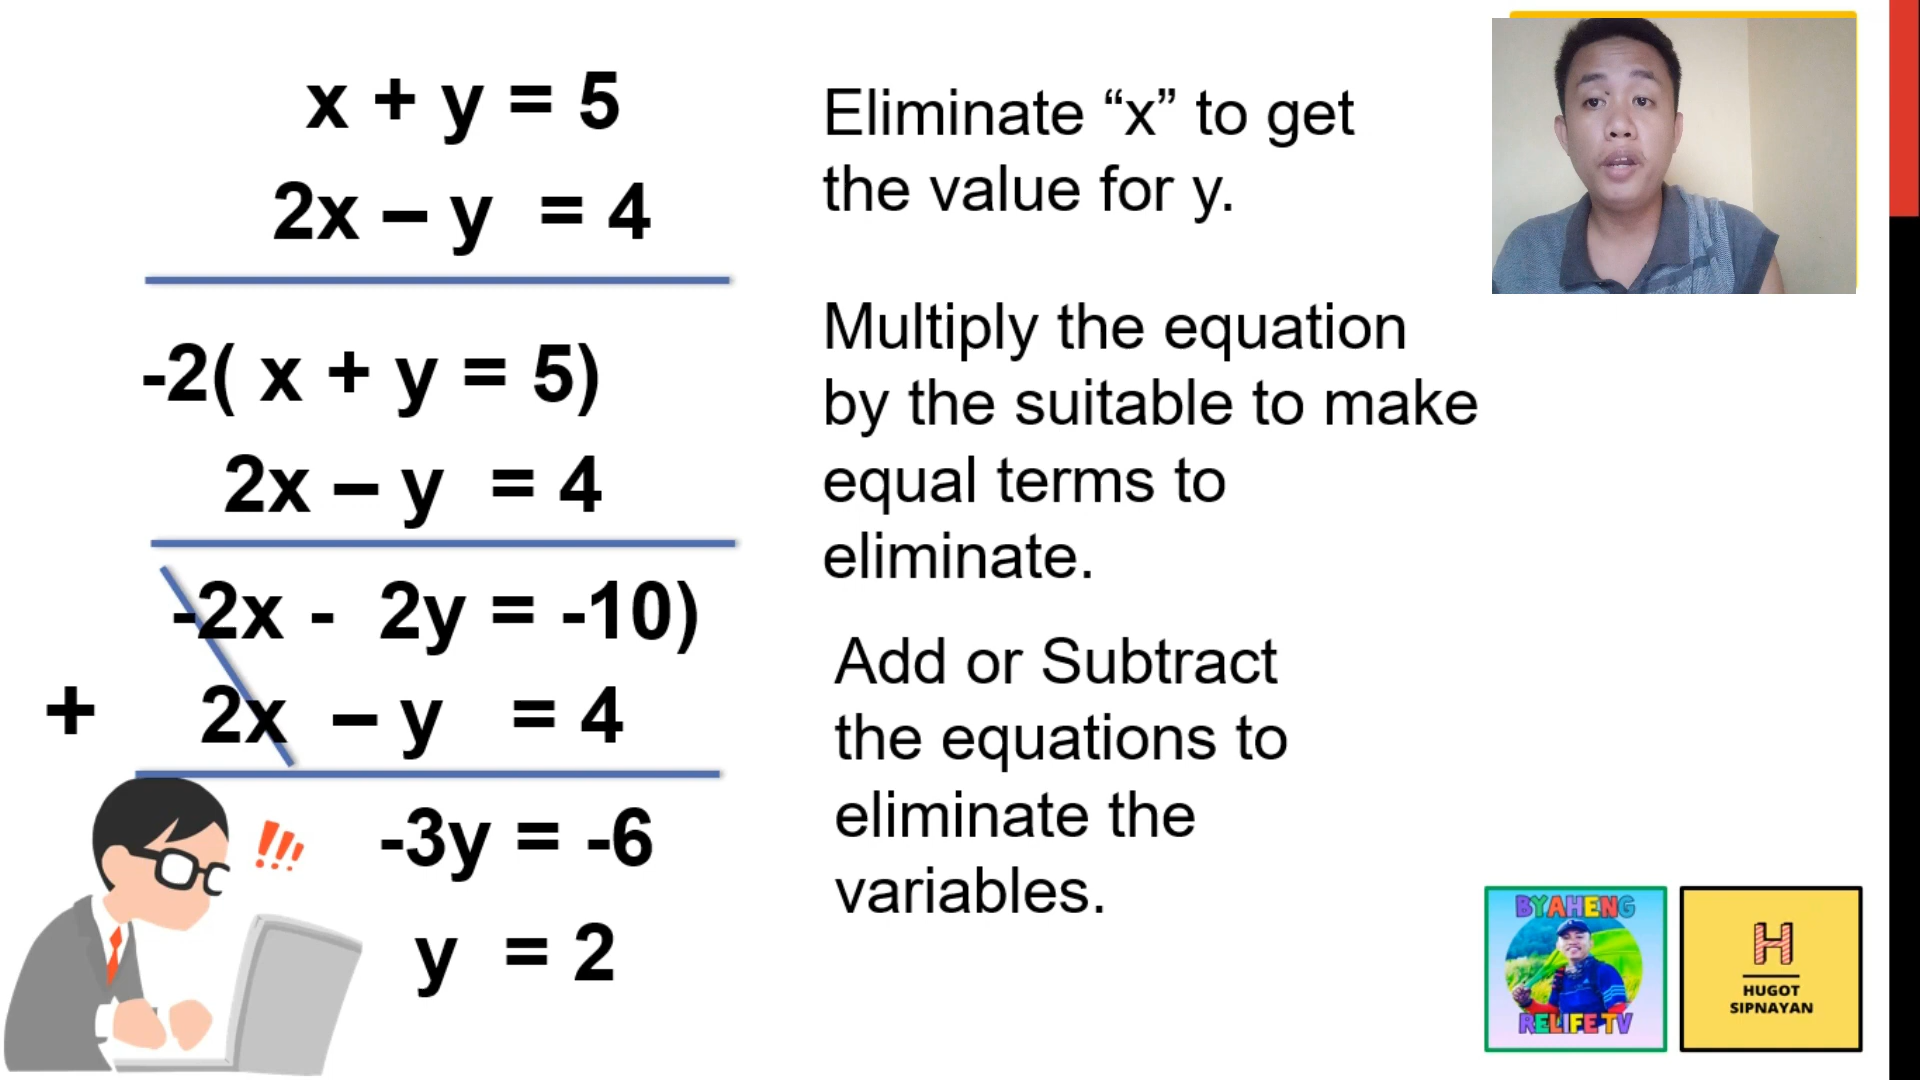 x + y = 5
2x – y = 4
-2( x + y = 5)
2x – y = 4
-2x - 2y = -10)
+ 2x – y = 4
-3y = -6
y = 2
!!!
Eliminate “x” to get
the value for y.
Multiply the equation
by the suitable to make
equal terms to
eliminate.
Add or Subtract
the equations to
eliminate the
variables.
BYAHENG
RELIFE TV
H
HUGOT
SIPNAYAN